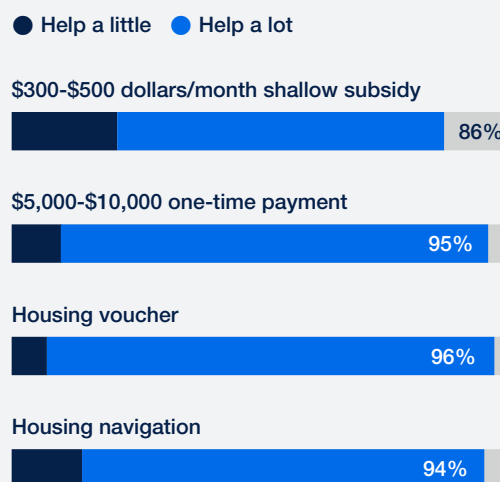 Help a little Help a lot
$300-$500 dollars/month shallow subsidy
86%
$5,000-$10,000 one-time payment
95%
Housing voucher
96%
Housing navigation
94%